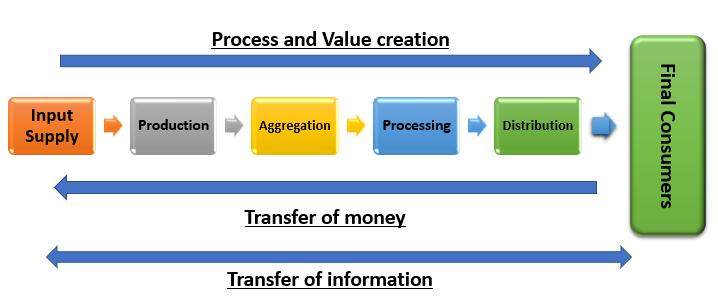 Process and Value creation
Input
Supply
Production
Aggregation
Processing
Distribution
Final Consumers
Transfer of money
Transfer of information